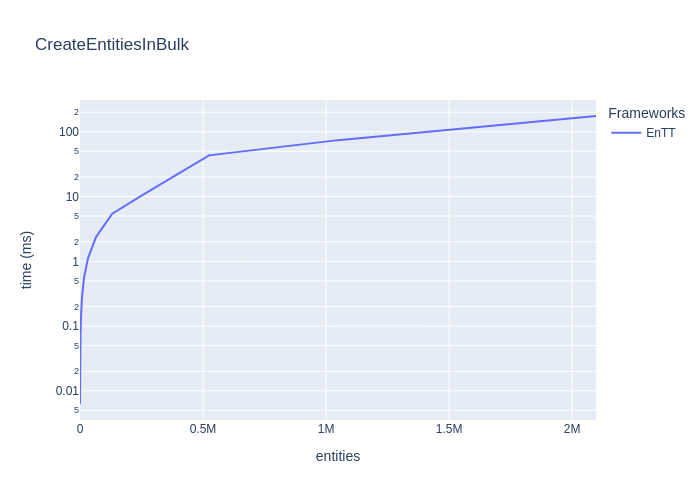 CreateEntitiesInBulk
Frameworks
EnTT
time (ms)
2
100
5
2
10
5
2
1
5
2
0.1
5
2
0.01
5
0
0.5M
1M
1.5M
2M
entities